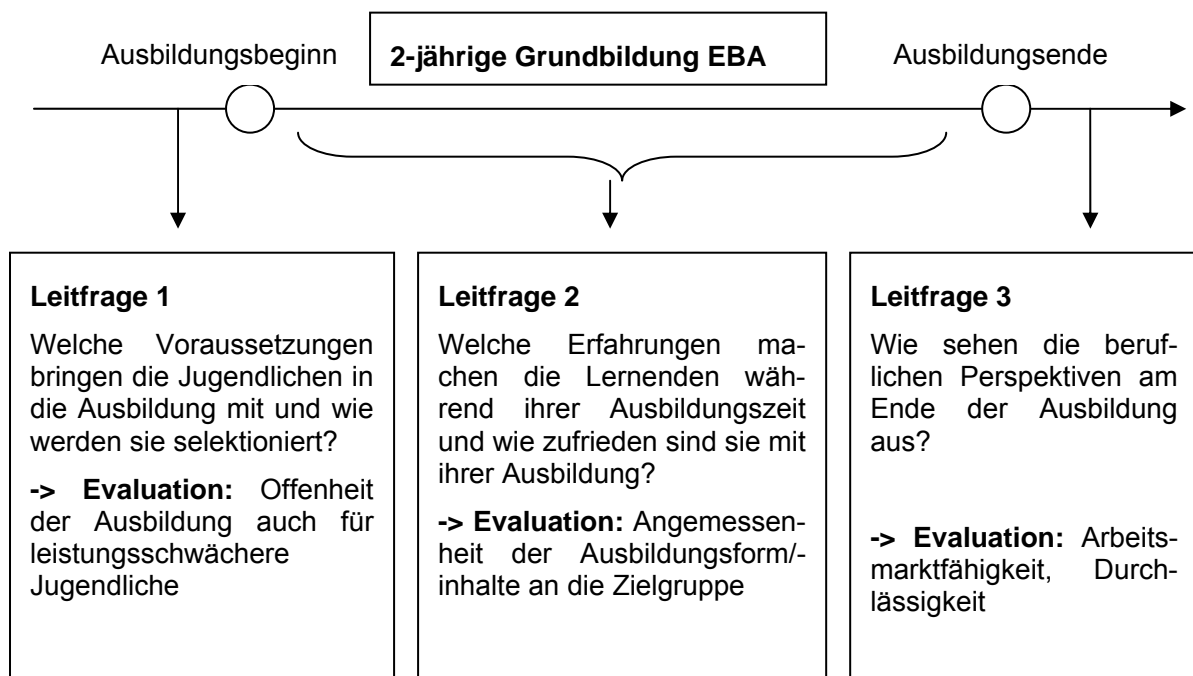 Ausbildungsbeginn
2-jährige Grundbildung EBA
Ausbildungsende
Leitfrage 1
Welche Voraussetzungen
bringen die Jugendlichen in
die Ausbildung mit und wie
werden sie selektioniert?
-> Evaluation: Offenheit
der Ausbildung auch für
leistungsschwächere
Jugendliche
Leitfrage 2
Welche Erfahrungen ma-
chen die Lernenden wäh-
rend ihrer Ausbildungszeit
und wie zufrieden sind sie mit
ihrer Ausbildung?
-> Evaluation: Angemessen-
heit der Ausbildungsform/-
inhalte an die Zielgruppe
Leitfrage 3
Wie sehen die beruf-
lichen Perspektiven am
Ende der Ausbildung
aus?
-> Evaluation: Arbeits-
marktfähigkeit, Durch-
lässigkeit